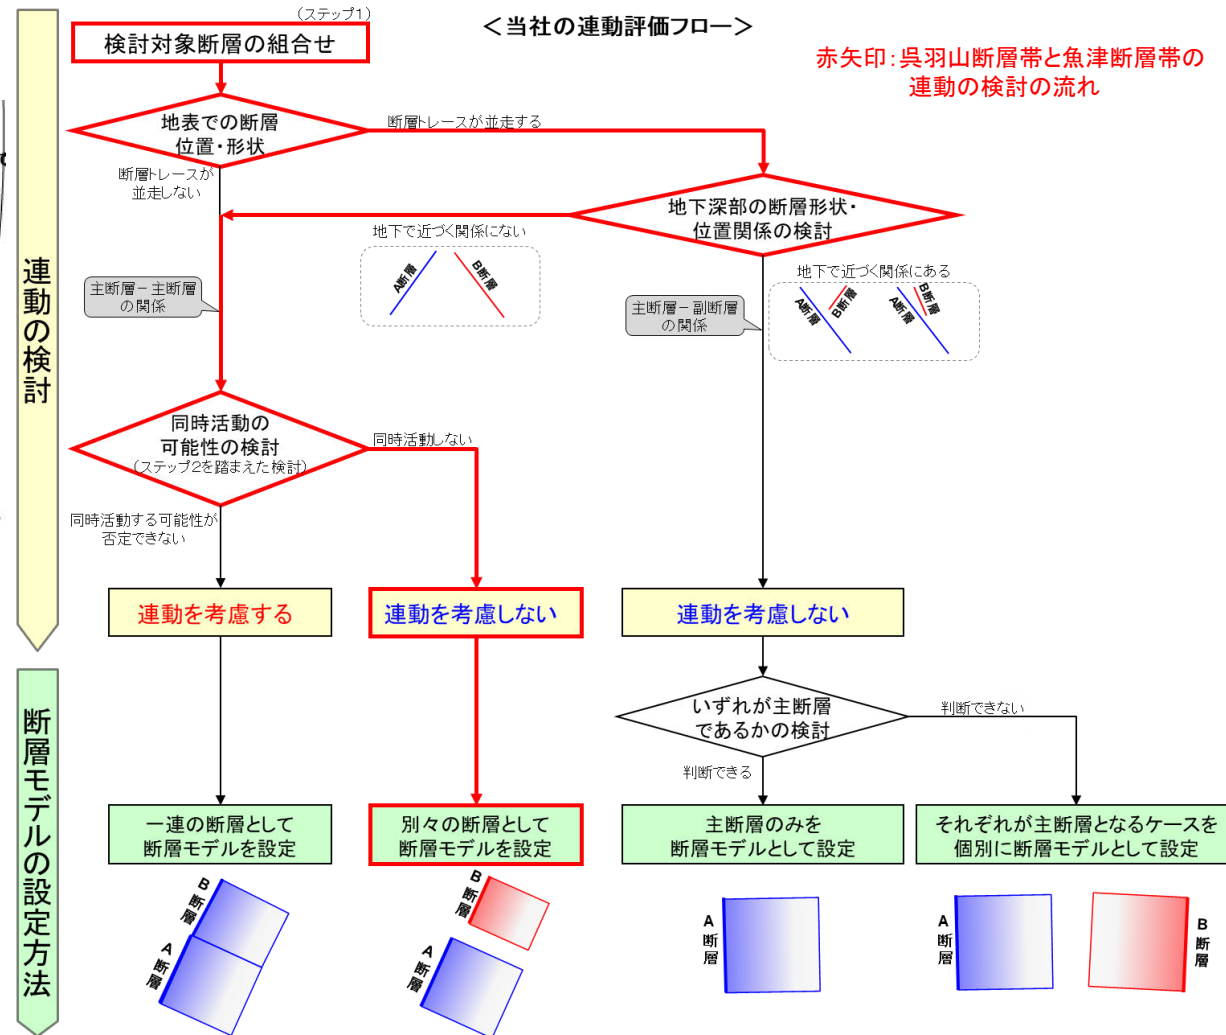 (ステップ1)
＜当社の連動評価フロー＞
検討対象断層の組合せ
赤矢印：呉羽山断層帯と魚津断層帯の
連動の検討の流れ
地表での断層
位置・形状
断層トレースが並走する
断層トレースが
並走しない
地下深部の断層形状・
位置関係の検討
地下で近づく関係にない
A断層
B断層
地下で近づく関係にある
A断層
B断層
A断層
B断層
主断層－主断層
の関係
主断層－副断層
の関係
連動の検討
同時活動の
可能性の検討
(ステップ2を踏まえた検討)
同時活動しない
同時活動する可能性が
否定できない
連動を考慮する
連動を考慮しない
連動を考慮しない
いずれが主断層
であるかの検討
判断できない
判断できる
断層モデルの設定方法
一連の断層として
断層モデルを設定
別々の断層として
断層モデルを設定
主断層のみを
断層モデルとして設定
それぞれが主断層となるケースを
個別に断層モデルとして設定
B断層
A断層
B断層
A断層
A断層
A断層
B断層